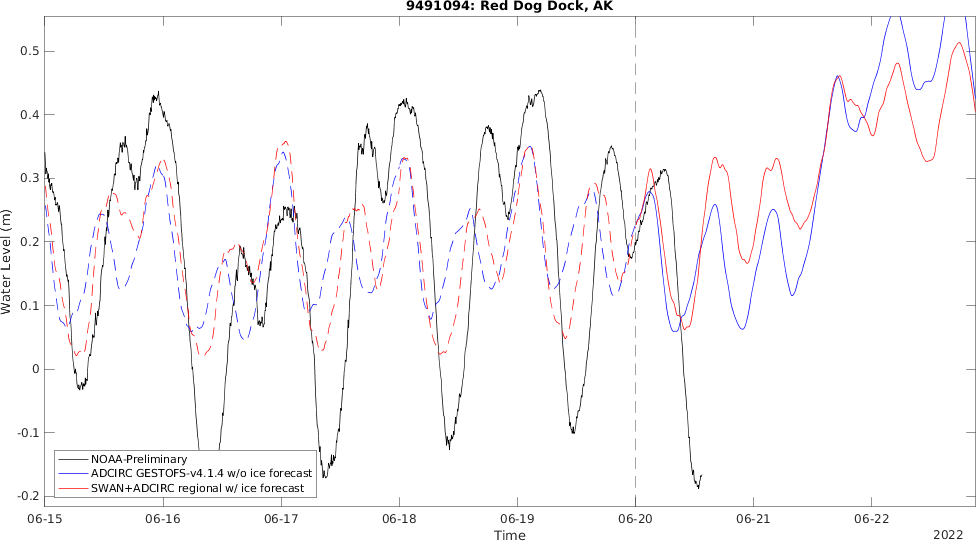 9491094: Red Dog Dock, AK
Water Level (m)
0.5
0.4
0.3
0.2
0.1
0
-0.1
-0.2
NOAA-Preliminary
ADCIRC GESTOFS-v4.1.4 w/o ice forecast
SWAN+ADCIRC regional w/ ice forecast
06-15 06-16 06-17 06-18 06-19 06-20 06-21 06-22
Time
2022